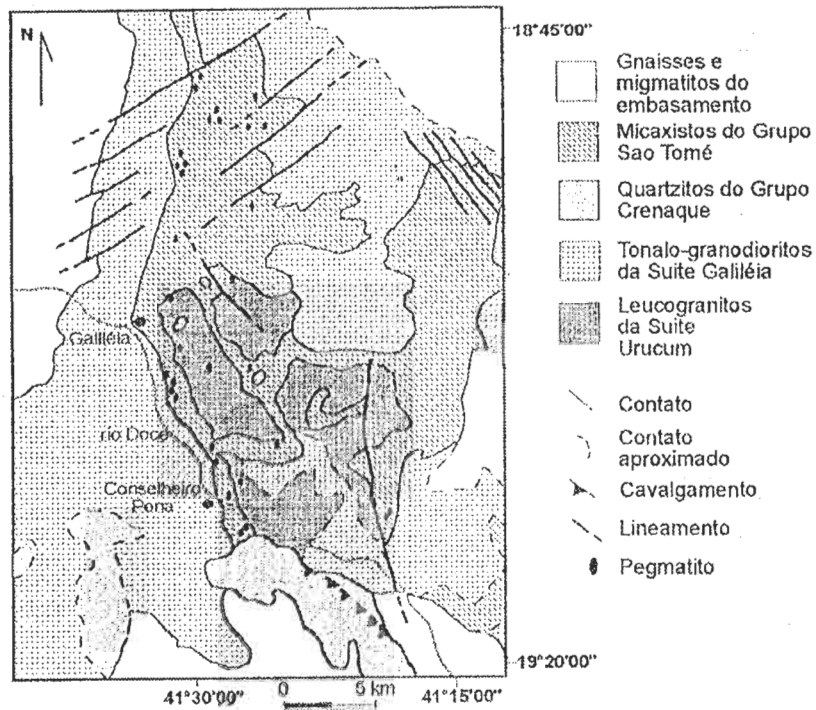 N
18°45'00"
Gnaisses e
migmatitos do
embasamento
Micaxistos do Grupo
Sao Tomé
Quartzitos do Grupo
Crenaque
Tonalo-granodioritos
da Suite Galiléia
Leucogranitos
da Suite
Urucum
Contato
Contato
aproximado
Cavalgamento
Lineamento
Pegmatito
Galiléia
rio Doce
Conselheiro
Pena
19°20'00"
41°30'00"
0
5 km
41°15'00"